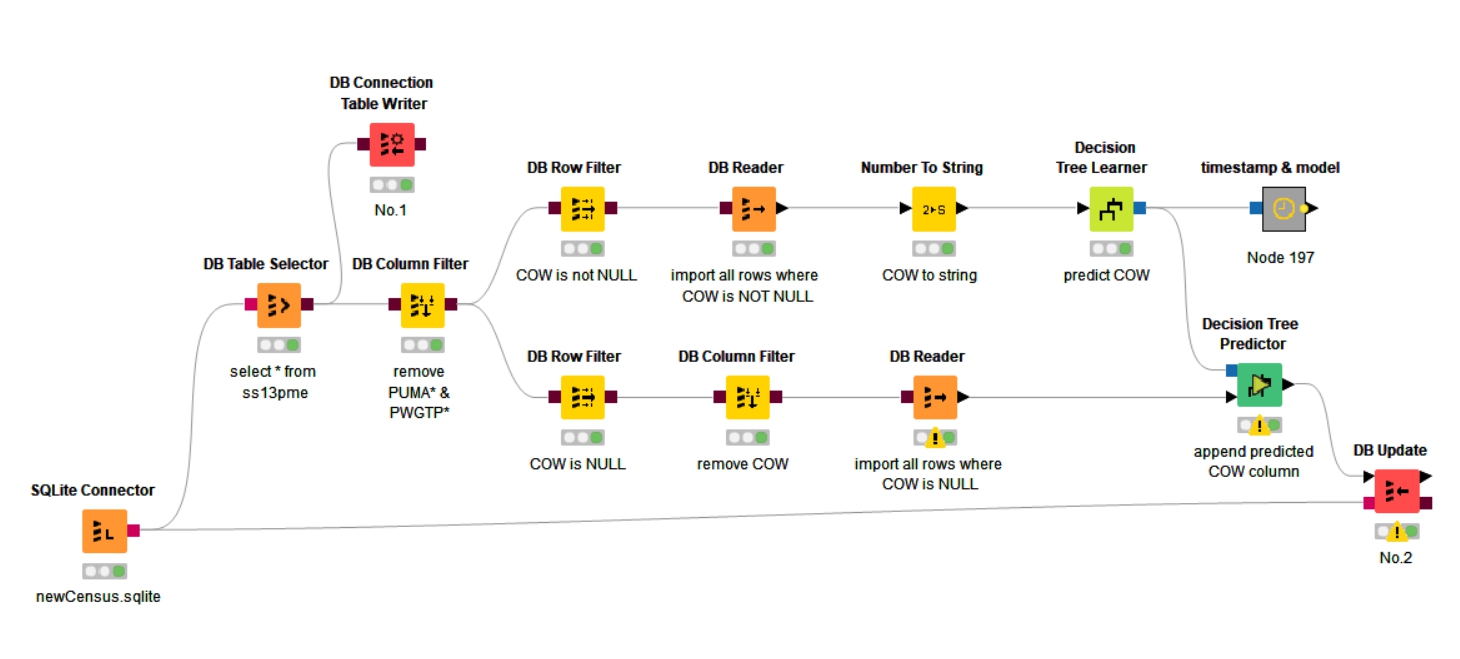 DB Connection
Table Writer
No.1
DB Row Filter
COW is not NULL
DB Reader
import all rows where
COW is NOT NULL
Number To String
2▸S
COW to string
Decision
Tree Learner
predict COW
timestamp & model
Node 197
DB Table Selector
select * from
ss13pme
DB Column Filter
remove
PUMA* &
PWGTP*
DB Row Filter
COW is NULL
DB Column Filter
remove COW
DB Reader
import all rows where
COW is NULL
Decision Tree
Predictor
append predicted
COW column
DB Update
No.2
SQLite Connector
L
newCensus.sqlite